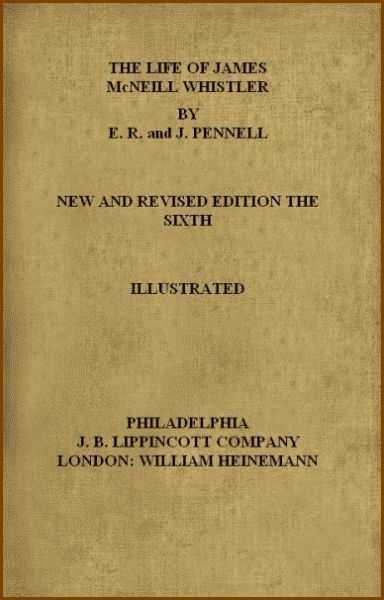 THE LIFE OF JAMES
McNEILL WHISTLER
BY
E. R. and J. PENNELL
NEW AND REVISED EDITION THE
SIXTH
ILLUSTRATED
PHILADELPHIA
J. B. LIPPINCOTT COMPANY
LONDON: WILLIAM HEINEMANN